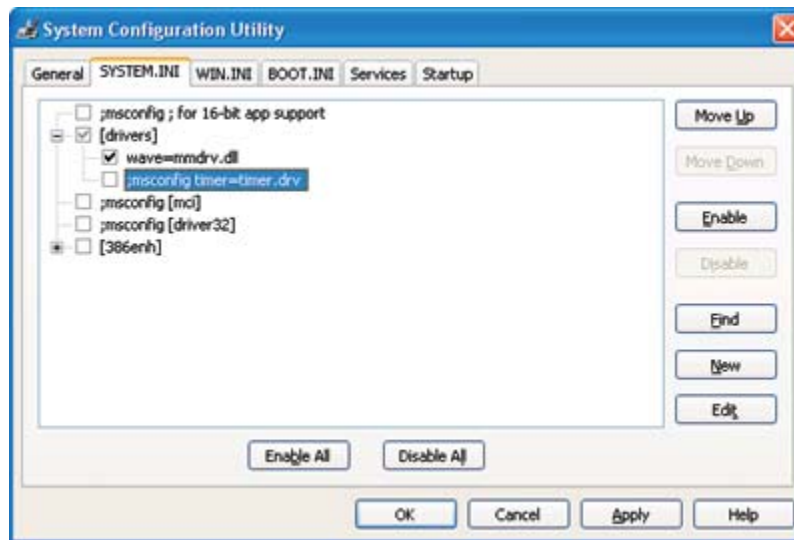 System Configuration Utility
General SYSTEM.INI WIN.INI BOOT.INI Services Startup
;msconfig ; for 16-bit app support
[drivers]
wave=mmdrv.dll
;msconfig timer=timer.drv
;msconfig [mci]
;msconfig [driver32]
[386enh]
Move Up
Move Down
Enable
Disable
Find
New
Edit
Enable All Disable All
OK Cancel Apply Help